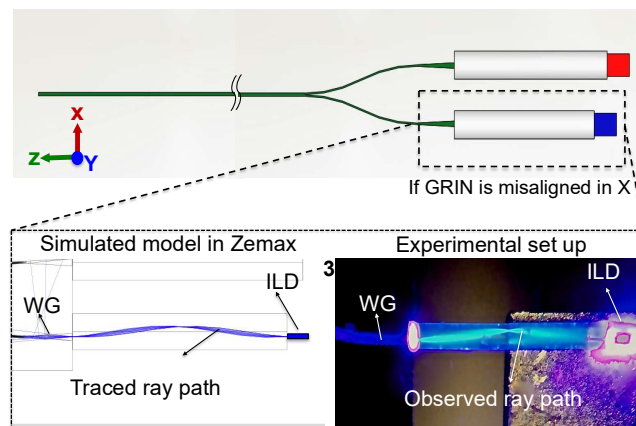 X
Z
Y
If GRIN is misaligned in X
Simulated model in Zemax
Experimental set up
3
WG
ILD
WG
ILD
Traced ray path
Observed ray path